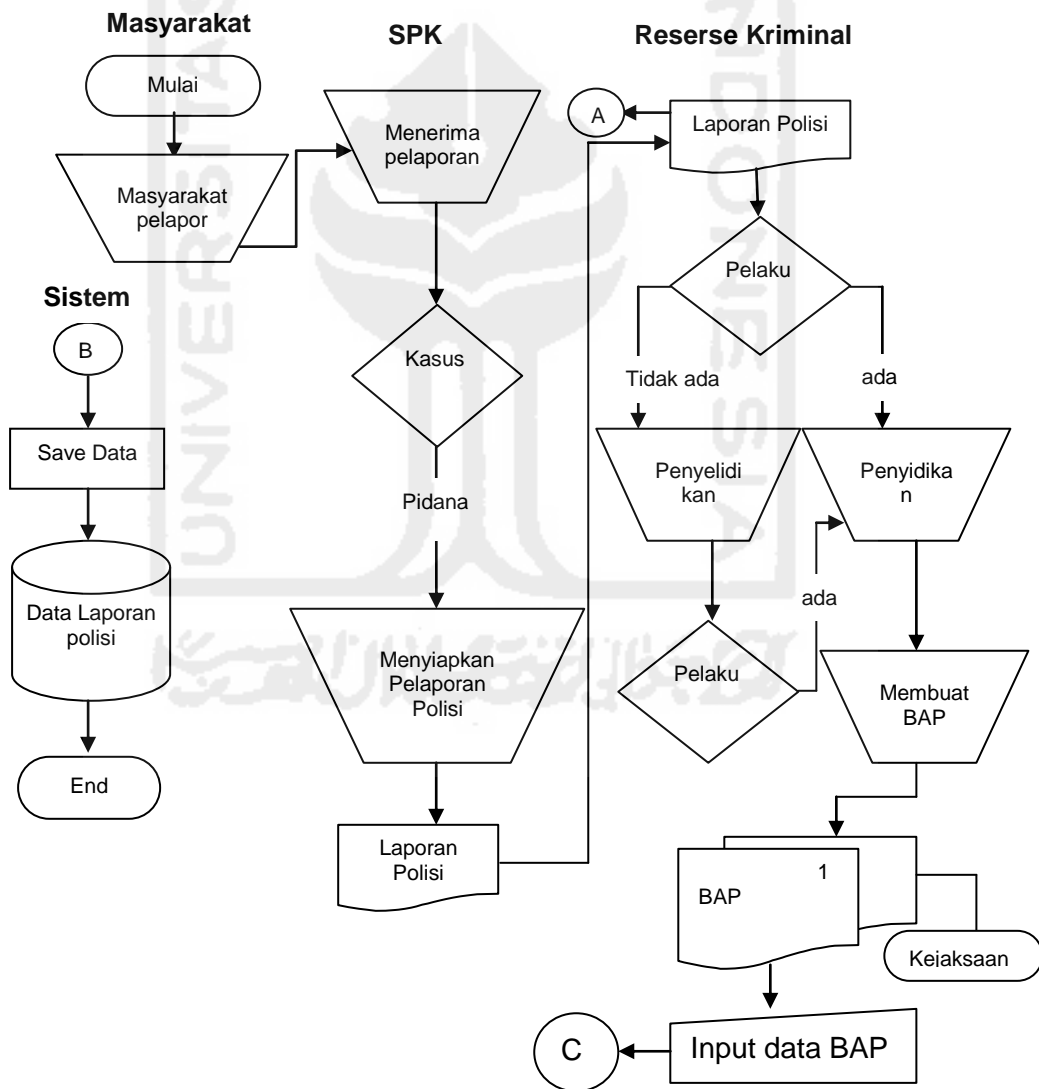 Masyarakat
SPK
Reserse Kriminal
Mulai
Masyarakat
pelapor
Menerima
pelaporan
A
Laporan Polisi
Pelaku
Tidak ada
ada
Sistem
B
Save Data
Data Laporan
polisi
End
Kasus
Pidana
Menyiapkan
Pelaporan
Polisi
Laporan
Polisi
Penyelidi
kan
Penyidika
n
Pelaku
ada
Membuat
BAP
1
BAP
Kejaksaan
Input data BAP
C
UNIVERSITAS
INDONESIA